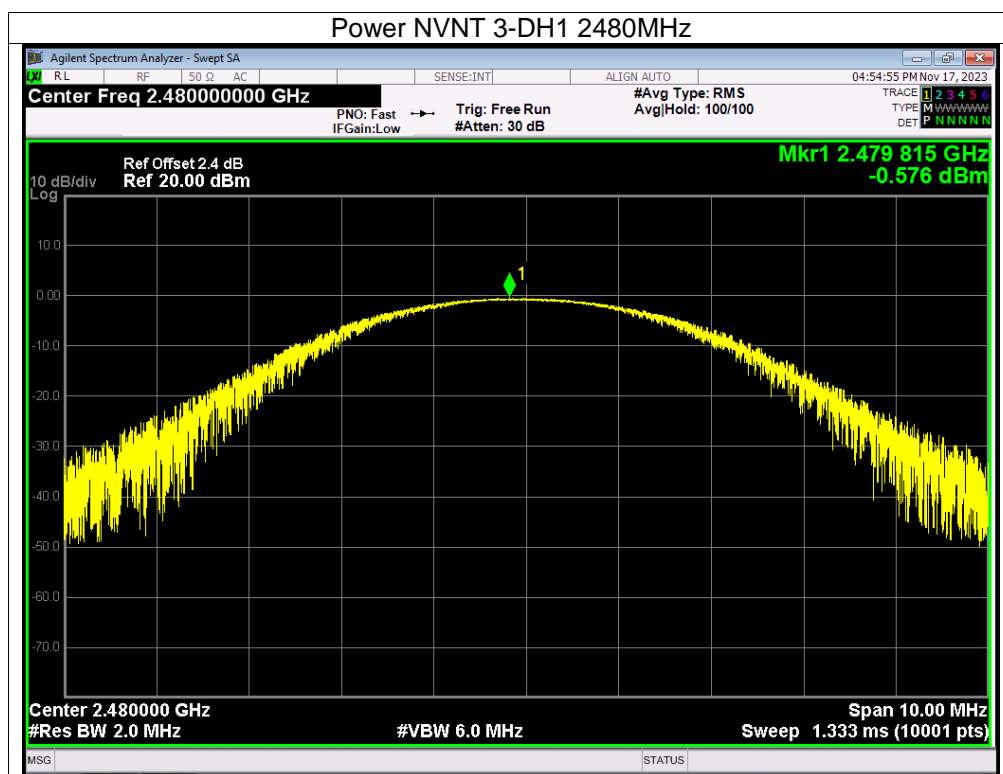 Power NVNT 3-DH1 2480MHz
Agilent Spectrum Analyzer - Swept SA
LXI RL RF 50 Ω AC SENSE:INT ALIGN AUTO 04:54:55 PM Nov 17, 2023
Center Freq 2.480000000 GHz #Avg Type: RMS TRACE 1 2 3 4 5 6
PNO: Fast Trig: Free Run Avg|Hold: 100/100 TYPE M WWWWW
IFGain:Low #Atten: 30 dB DET P N N N N N
Mkr1 2.479 815 GHz
-0.576 dBm
Ref Offset 2.4 dB
10 dB/div Ref 20.00 dBm
Log
10.0
1
0.00
-10.0
-20.0
-30.0
-40.0
-50.0
-60.0
-70.0
Center 2.480000 GHz Span 10.00 MHz
#Res BW 2.0 MHz #VBW 6.0 MHz Sweep 1.333 ms (10001 pts)
MSG STATUS